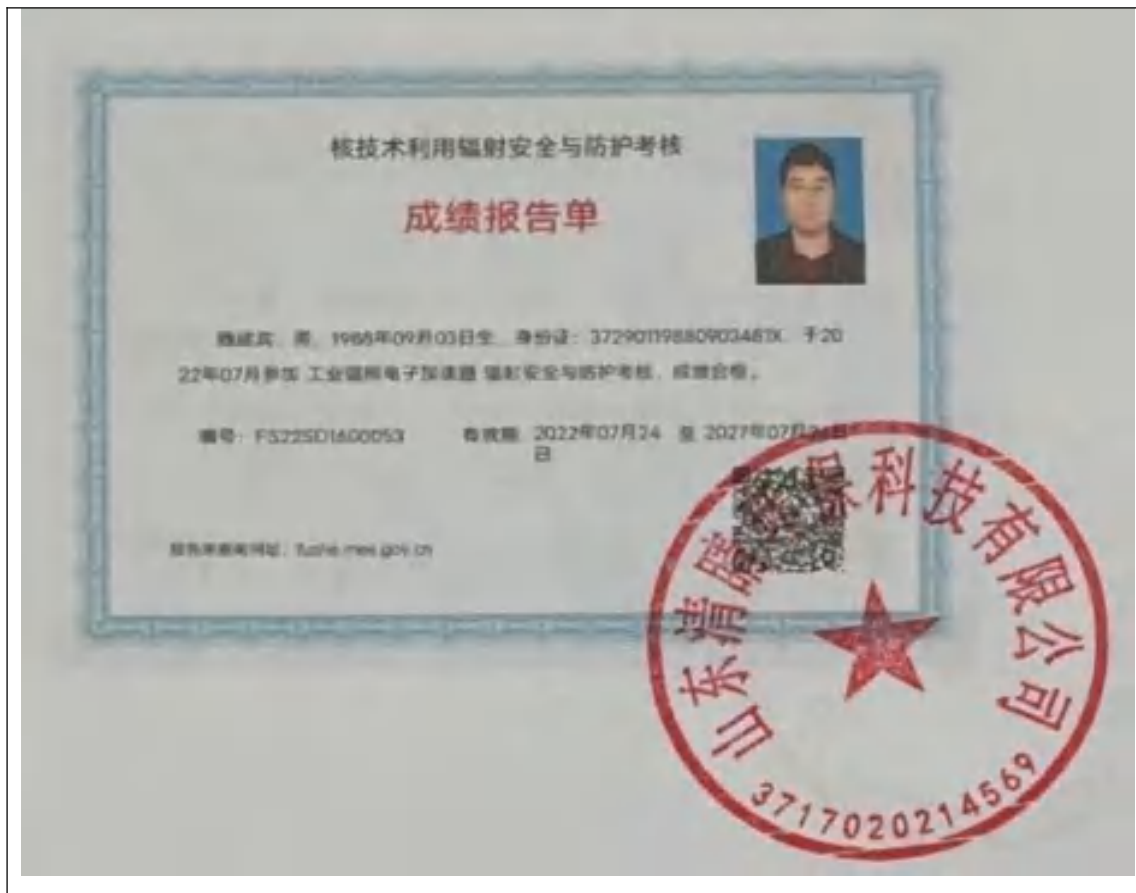 核技术利用辐射安全与防护考核
成绩报告单
男，1988年09月03日生，身份证：37290119880903461X，于20
22年07月参加 工业辐照电子加速器 辐射安全与防护考核，成绩合格。
编号：FS22SD1600053 有效期：2022年07月24日 至 2027年07月24日
报告单查询网址：fushe.mee.gov.cn
山东清 保科技有限公司
3717020214569